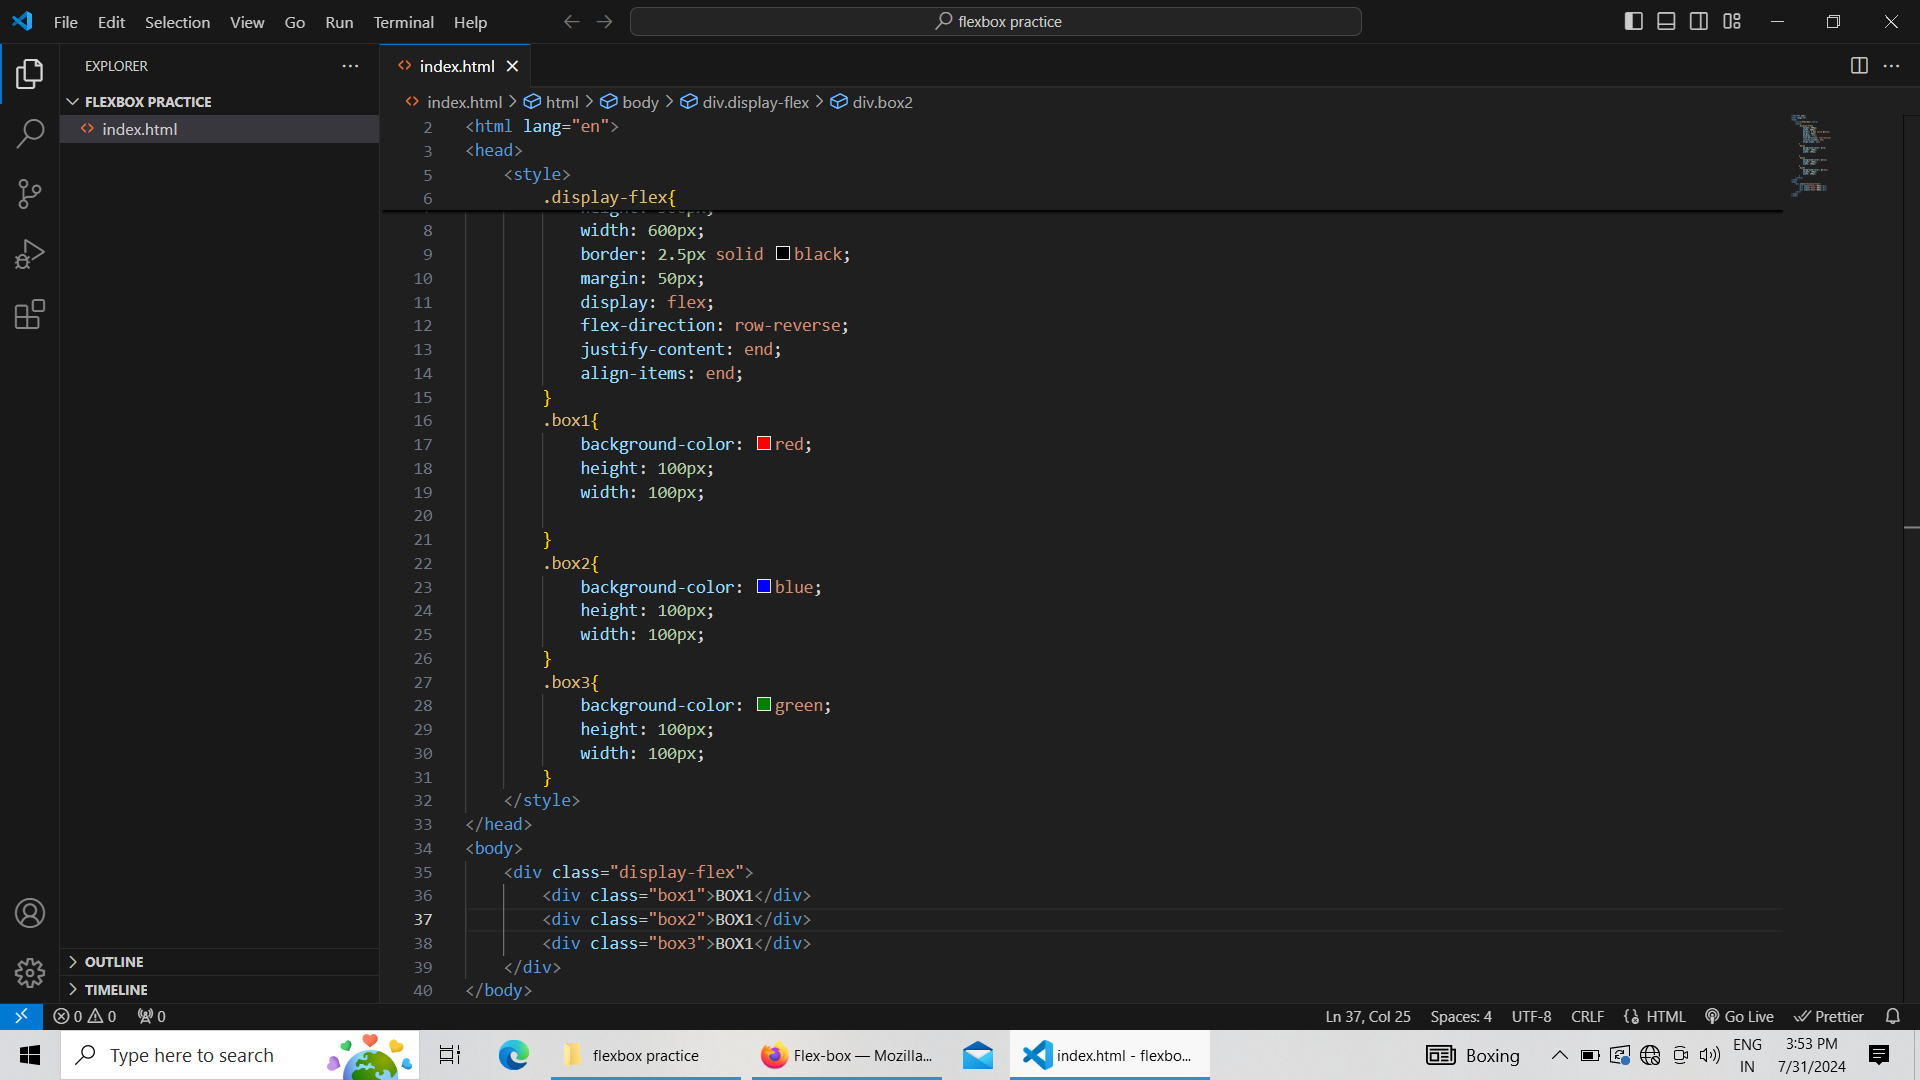 File Edit Selection View Go Run Terminal Help
flexbox practice
EXPLORER
FLEXBOX PRACTICE
index.html
OUTLINE
TIMELINE
index.html
index.html > html > body > div.display-flex > div.box2
2 <html lang="en">
3 <head>
5 <style>
6 .display-flex{
8 width: 600px;
9 border: 2.5px solid black;
10 margin: 50px;
11 display: flex;
12 flex-direction: row-reverse;
13 justify-content: end;
14 align-items: end;
15 }
16 .box1{
17 background-color: red;
18 height: 100px;
19 width: 100px;
20
21 }
22 .box2{
23 background-color: blue;
24 height: 100px;
25 width: 100px;
26 }
27 .box3{
28 background-color: green;
29 height: 100px;
30 width: 100px;
31 }
32 </style>
33 </head>
34 <body>
35 <div class="display-flex">
36 <div class="box1">BOX1</div>
37 <div class="box2">BOX1</div>
38 <div class="box3">BOX1</div>
39 </div>
40 </body>
0 0 0 Ln 37, Col 25 Spaces: 4 UTF-8 CRLF HTML Go Live Prettier
Type here to search
flexbox practice
Flex-box — Mozilla...
index.html - flexbo...
Boxing
ENG
IN
3:53 PM
7/31/2024